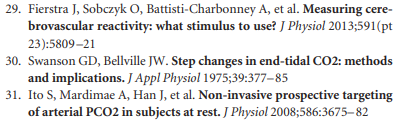 29. Fierstra J, Sobczyk O, Battisti-Charbonney A, et al. Measuring cere-
brovascular reactivity: what stimulus to use? J Physiol 2013;591(pt
23):5809–21
30. Swanson GD, Bellville JW. Step changes in end-tidal CO2: methods
and implications. J Appl Physiol 1975;39:377–85
31. Ito S, Mardimae A, Han J, et al. Non-invasive prospective targeting
of arterial PCO2 in subjects at rest. J Physiol 2008;586:3675–82